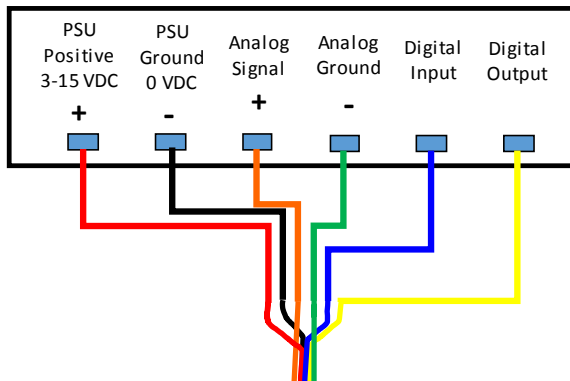 PSU
Positive
3-15 VDC
+
PSU
Ground
0 VDC
-
Analog
Signal
+
Analog
Ground
-
Digital
Input
Digital
Output